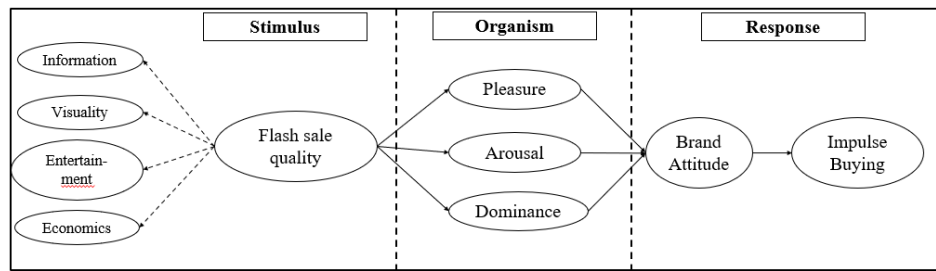 Stimulus
Organism
Response
Information
Visuality
Entertain-
ment
Economics
Flash sale
quality
Pleasure
Arousal
Dominance
Brand
Attitude
Impulse
Buying